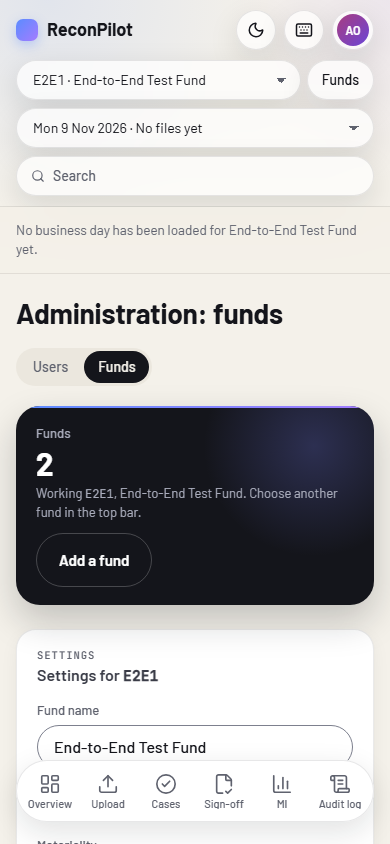 ReconPilot
AO
E2E1 · End-to-End Test Fund
Funds
Mon 9 Nov 2026 · No files yet
Search
No business day has been loaded for End-to-End Test Fund
yet.
Administration: funds
Users
Funds
Funds
2
Working E2E1, End-to-End Test Fund. Choose another
fund in the top bar.
Add a fund
SETTINGS
Settings for E2E1
Fund name
End-to-End Test Fund
Overview
Upload
Cases
Sign-off
MI
Audit log
Materiality